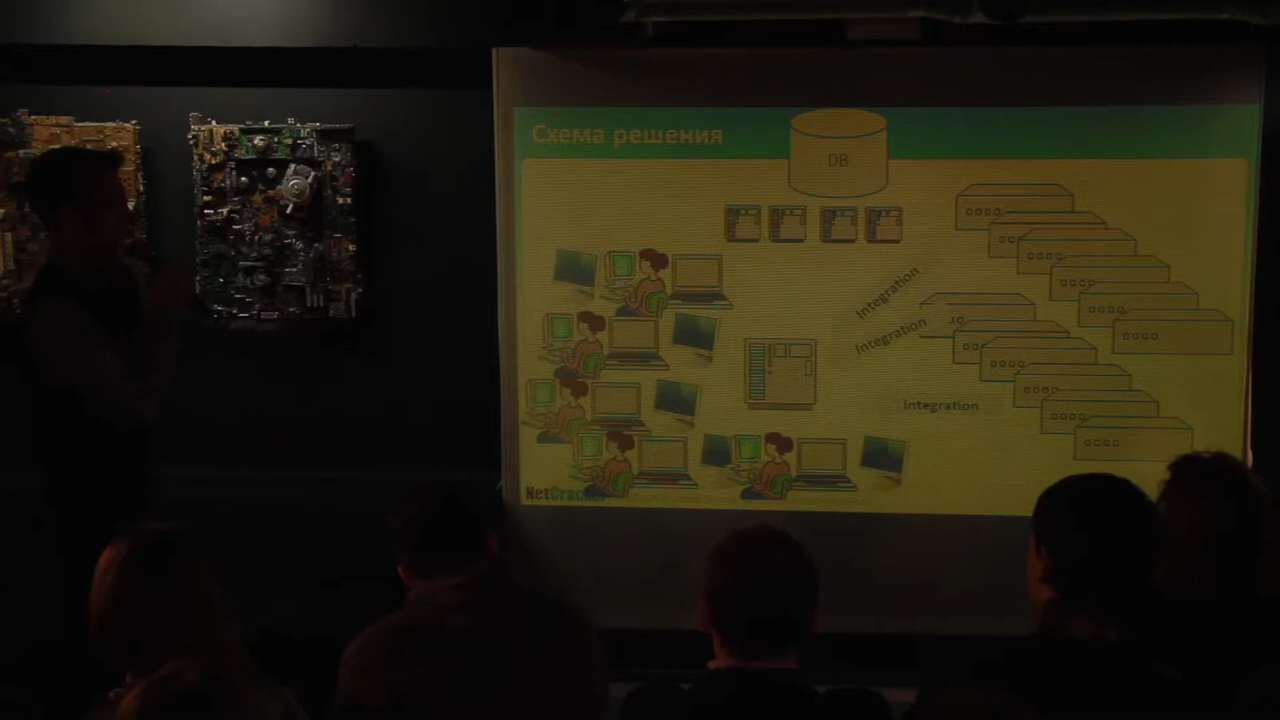 Схема решения
DB
Integration
Integration
Integration
NetCracker